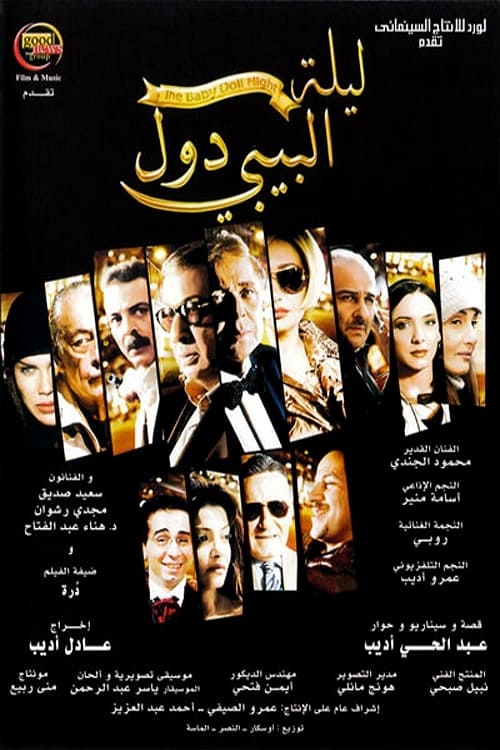 لورد للانتاج السينمائى
تقدم
good
news
group
Film & Music
تقدم
ليلة
The Baby Doll Night
البيبي دول
الفنان القدير
محمود الجندي
النجم الإذاعي
أسامة منير
النجمة الغنائية
روبي
النجم التلفزيوني
عمرو أديب
و الفنانون
سعيد صديق
مجدي رشوان
د. هناء عبد الفتاح
و
ضيفة الفيلم
دُرة
قصة و سيناريو و حوار
عبد الحي أديب
إخراج
عادل أديب
المنتج الفني
نبيل صبحي
مدير التصوير
هونج مانلي
مهندس الديكور
أيمن فتحي
موسيقى تصويرية و ألحان
الموسيقار ياسر عبد الرحمن
مونتاج
منى ربيع
إشراف عام على الإنتاج: عمرو الصيفي - أحمد عبد العزيز
توزيع : أوسكار - النصر - الماسة